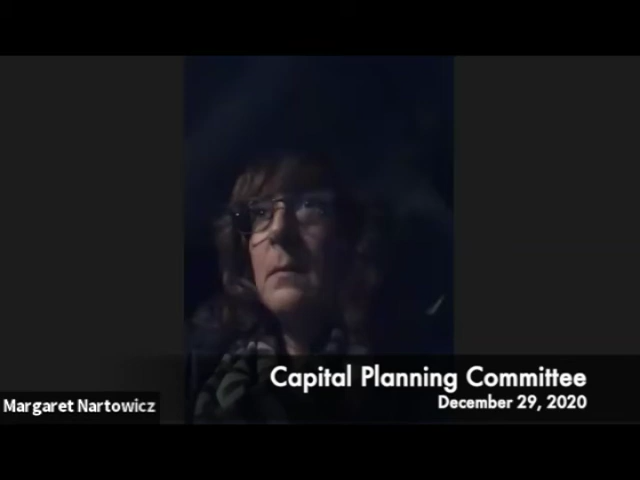 Capital Planning Committee
December 29, 2020
Margaret Nartowicz